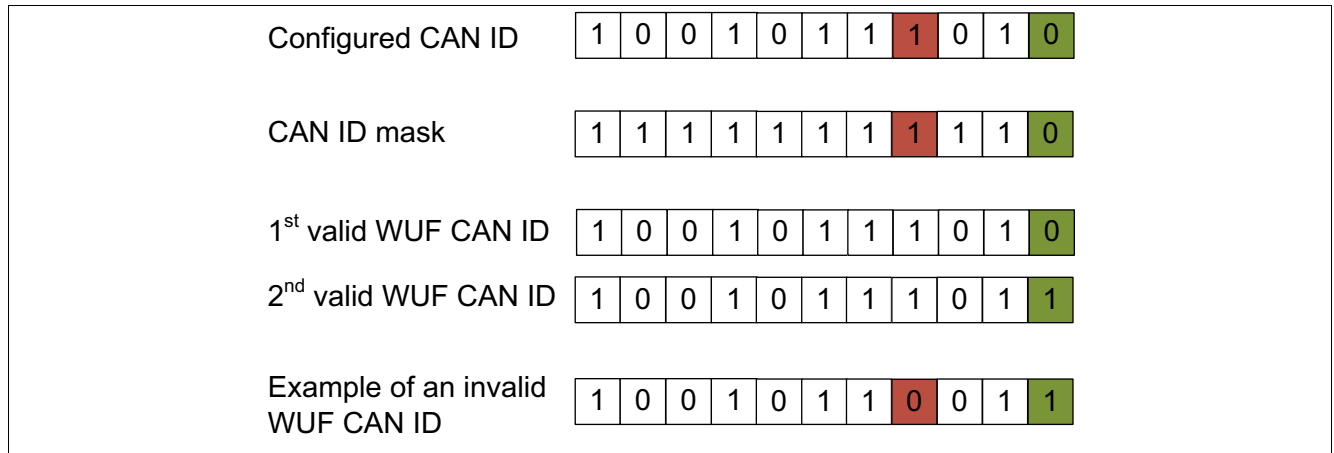 Configured CAN ID 1 0 0 1 0 1 1 1 0 1 0
CAN ID mask 1 1 1 1 1 1 1 1 1 1 0
1st valid WUF CAN ID 1 0 0 1 0 1 1 1 0 1 0
2nd valid WUF CAN ID 1 0 0 1 0 1 1 1 0 1 1
Example of an invalid
WUF CAN ID 1 0 0 1 0 1 1 0 0 1 1